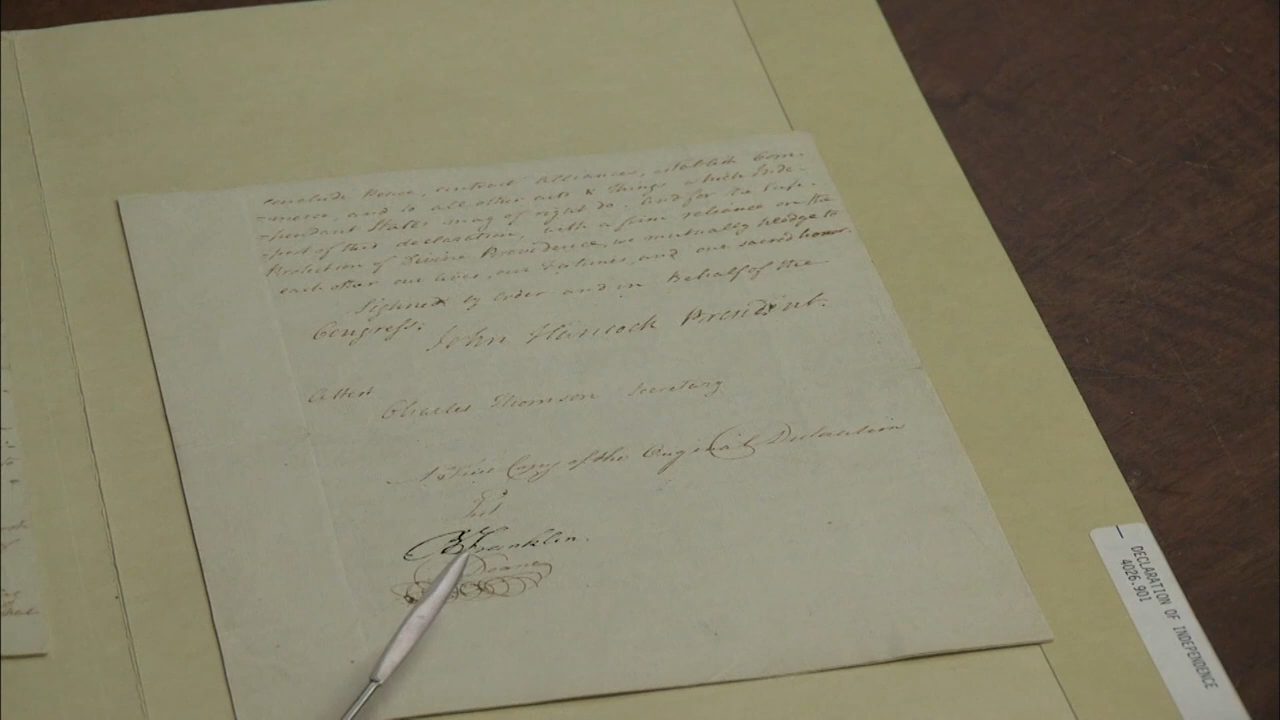 conclude Peace, contract Alliances, establish Com-
-merce, and to all other acts & Things which Inde-
-pendant States may of right do. and for the Sup-
-port of this declaration, with a firm reliance on the
Protection of Divine Providence, we mutually pledge to
each other our lives, our fortunes, and our sacred honor.
Signed by order and in Behalf of the
Congress: John Hancock President.
Attest
Charles Thomson Secretary
A true Copy of the Original Declaration
B Franklin.
Deane
DECLARATION OF INDEPENDENCE
4026.901